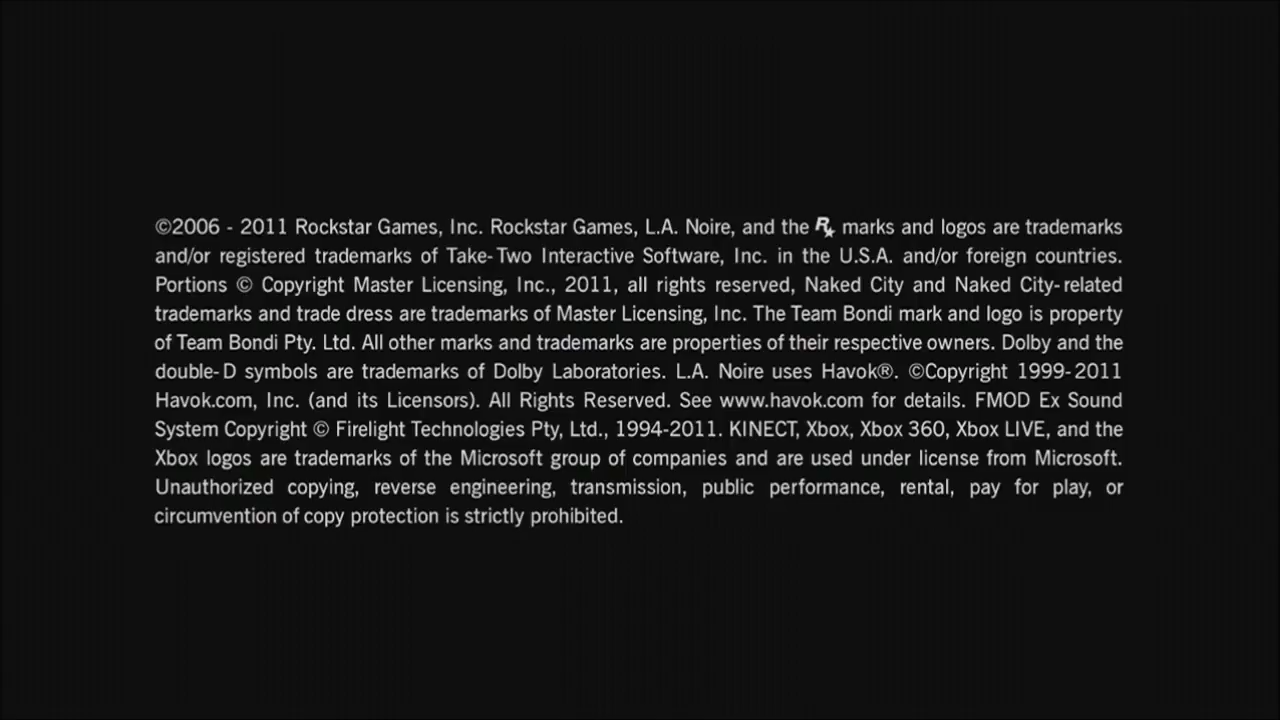 ©2006 - 2011 Rockstar Games, Inc. Rockstar Games, L.A. Noire, and the R★ marks and logos are trademarks
and/or registered trademarks of Take-Two Interactive Software, Inc. in the U.S.A. and/or foreign countries.
Portions © Copyright Master Licensing, Inc., 2011, all rights reserved, Naked City and Naked City-related
trademarks and trade dress are trademarks of Master Licensing, Inc. The Team Bondi mark and logo is property
of Team Bondi Pty. Ltd. All other marks and trademarks are properties of their respective owners. Dolby and the
double-D symbols are trademarks of Dolby Laboratories. L.A. Noire uses Havok®. ©Copyright 1999-2011
Havok.com, Inc. (and its Licensors). All Rights Reserved. See www.havok.com for details. FMOD Ex Sound
System Copyright © Firelight Technologies Pty, Ltd., 1994-2011. KINECT, Xbox, Xbox 360, Xbox LIVE, and the
Xbox logos are trademarks of the Microsoft group of companies and are used under license from Microsoft.
Unauthorized copying, reverse engineering, transmission, public performance, rental, pay for play, or
circumvention of copy protection is strictly prohibited.